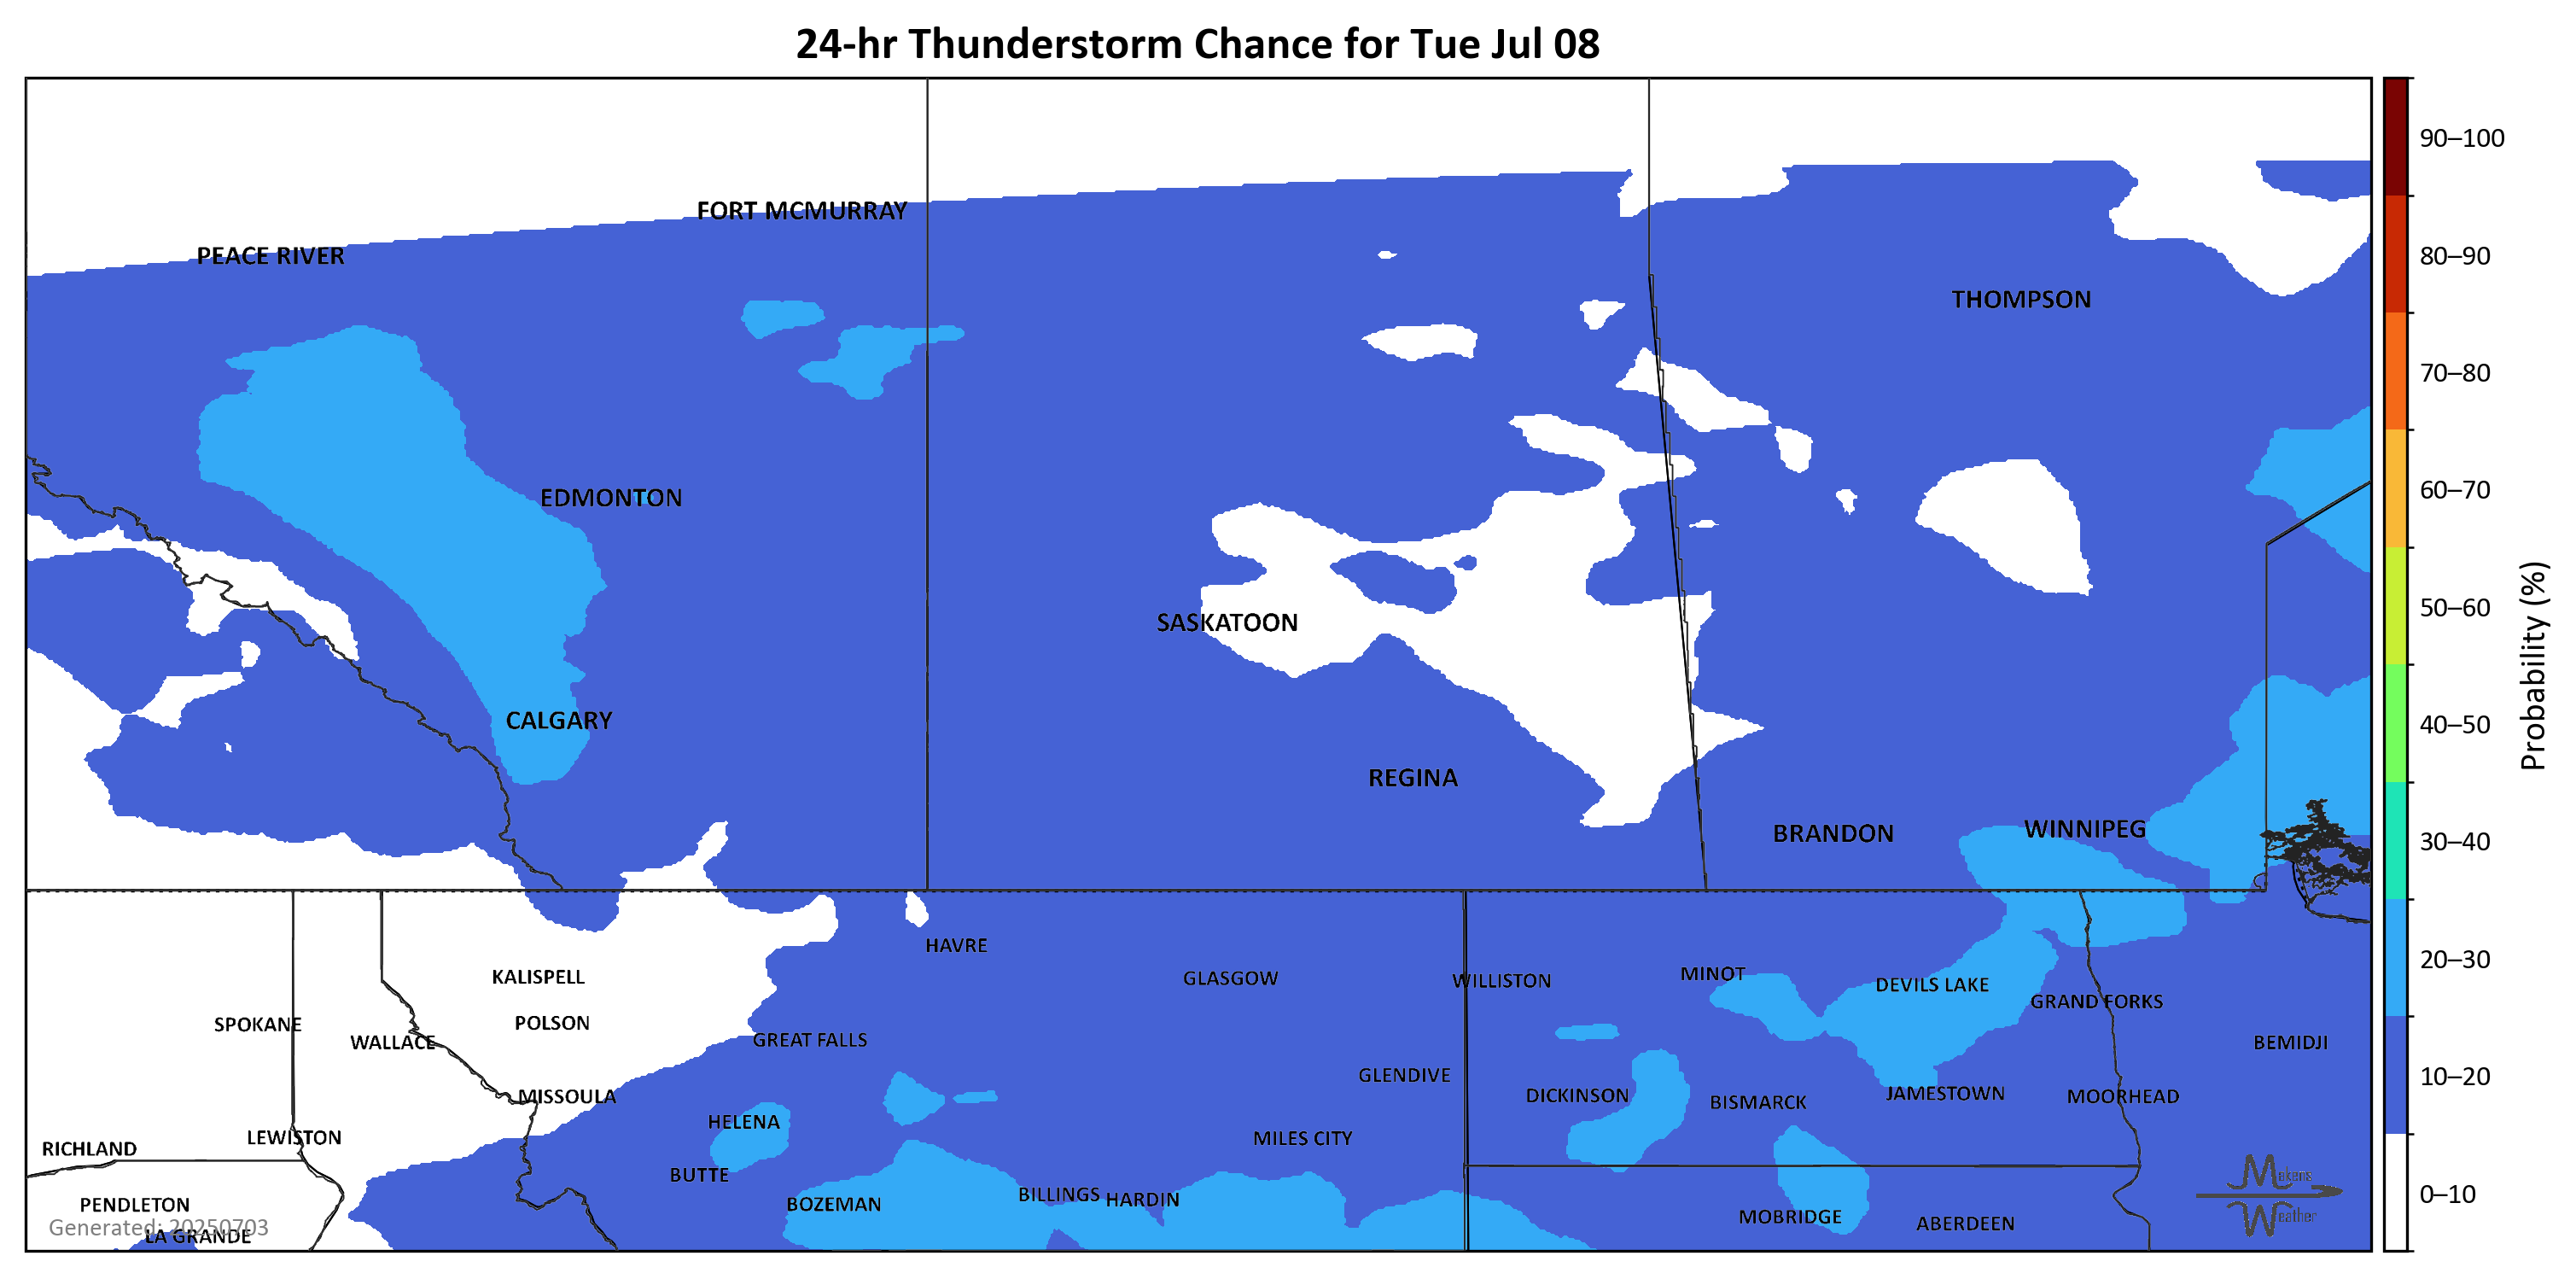 24-hr Thunderstorm Chance for Tue Jul 08
90–100
FORT MCMURRAY
PEACE RIVER
80–90
THOMPSON
70–80
60–70
EDMONTON
50–60
SASKATOON
Probability (%)
CALGARY
40–50
REGINA
WINNIPEG
BRANDON
30–40
HAVRE
20–30
MINOT
KALISPELL
GLASGOW
WILLISTON
DEVILS LAKE
GRAND FORKS
POLSON
SPOKANE
GREAT FALLS
WALLACE
BEMIDJI
GLENDIVE
10–20
DICKINSON
JAMESTOWN
MISSOULA
MOORHEAD
BISMARCK
HELENA
LEWISTON
MILES CITY
RICHLAND
BUTTE
Makens
0–10
BILLINGS
HARDIN
PENDLETON
BOZEMAN
Weather
MOBRIDGE
ABERDEEN
Generated: 20250703
LA GRANDE